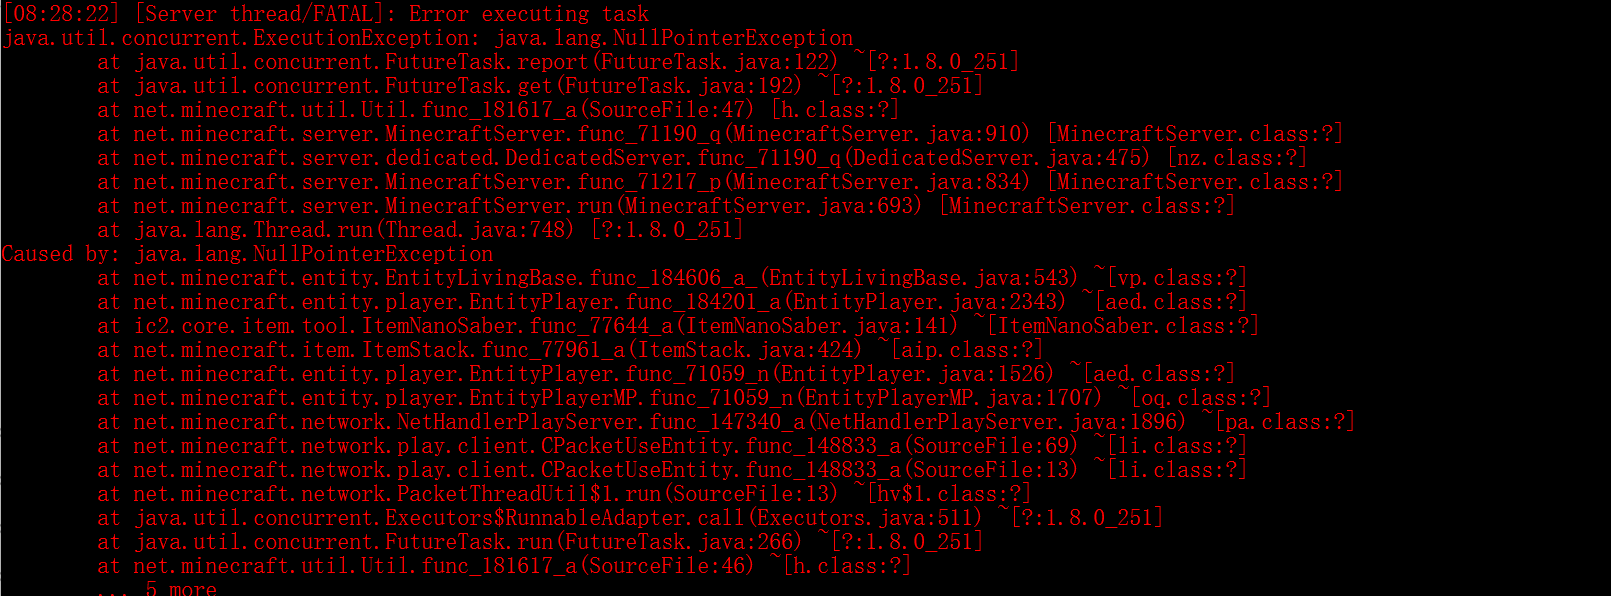 [08:28:22] [Server thread/FATAL]: Error executing task
java.util.concurrent.ExecutionException: java.lang.NullPointerException
at java.util.concurrent.FutureTask.report(FutureTask.java:122) ~[?:1.8.0_251]
at java.util.concurrent.FutureTask.get(FutureTask.java:192) ~[?:1.8.0_251]
at net.minecraft.util.Util.func_181617_a(SourceFile:47) [h.class:?]
at net.minecraft.server.MinecraftServer.func_71190_q(MinecraftServer.java:910) [MinecraftServer.class:?]
at net.minecraft.server.dedicated.DedicatedServer.func_71190_q(DedicatedServer.java:475) [nz.class:?]
at net.minecraft.server.MinecraftServer.func_71217_p(MinecraftServer.java:834) [MinecraftServer.class:?]
at net.minecraft.server.MinecraftServer.run(MinecraftServer.java:693) [MinecraftServer.class:?]
at java.lang.Thread.run(Thread.java:748) [?:1.8.0_251]
Caused by: java.lang.NullPointerException
at net.minecraft.entity.EntityLivingBase.func_184606_a_(EntityLivingBase.java:543) ~[vp.class:?]
at net.minecraft.entity.player.EntityPlayer.func_184201_a(EntityPlayer.java:2343) ~[aed.class:?]
at ic2.core.item.tool.ItemNanoSaber.func_77644_a(ItemNanoSaber.java:141) ~[ItemNanoSaber.class:?]
at net.minecraft.item.ItemStack.func_77961_a(ItemStack.java:424) ~[aip.class:?]
at net.minecraft.entity.player.EntityPlayer.func_71059_n(EntityPlayer.java:1526) ~[aed.class:?]
at net.minecraft.entity.player.EntityPlayerMP.func_71059_n(EntityPlayerMP.java:1707) ~[oq.class:?]
at net.minecraft.network.NetHandlerPlayServer.func_147340_a(NetHandlerPlayServer.java:1896) ~[pa.class:?]
at net.minecraft.network.play.client.CPacketUseEntity.func_148833_a(SourceFile:69) ~[li.class:?]
at net.minecraft.network.play.client.CPacketUseEntity.func_148833_a(SourceFile:13) ~[li.class:?]
at net.minecraft.network.PacketThreadUtil$1.run(SourceFile:13) ~[hv$1.class:?]
at java.util.concurrent.Executors$RunnableAdapter.call(Executors.java:511) ~[?:1.8.0_251]
at java.util.concurrent.FutureTask.run(FutureTask.java:266) ~[?:1.8.0_251]
at net.minecraft.util.Util.func_181617_a(SourceFile:46) ~[h.class:?]
... 5 more